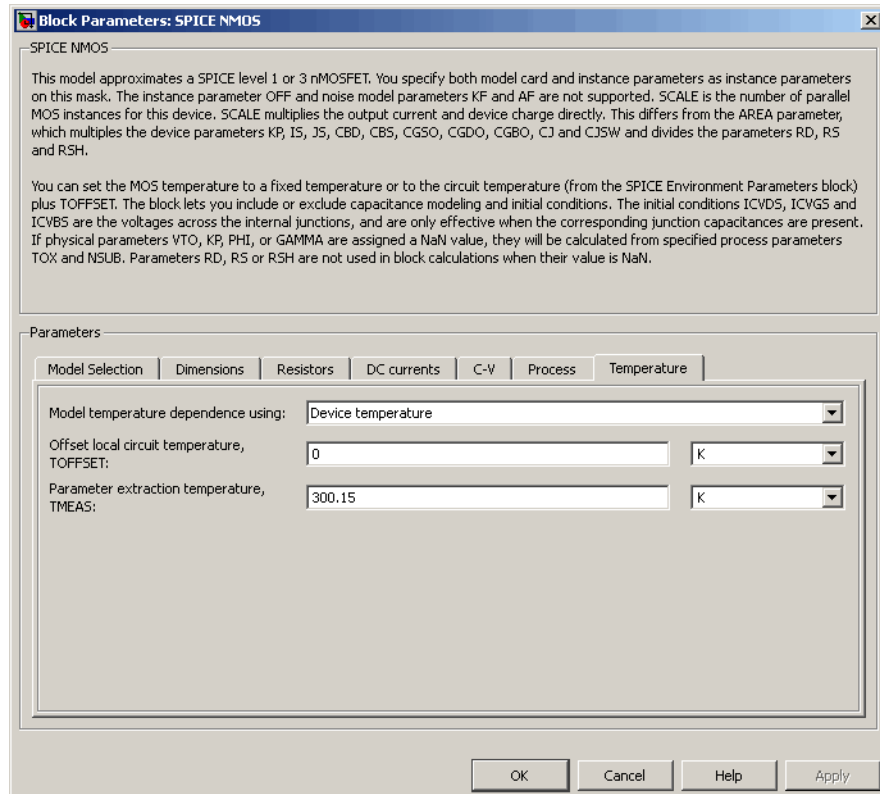 Block Parameters: SPICE NMOS
SPICE NMOS
This model approximates a SPICE level 1 or 3 nMOSFET. You specify both model card and instance parameters as instance parameters
on this mask. The instance parameter OFF and noise model parameters KF and AF are not supported. SCALE is the number of parallel
MOS instances for this device. SCALE multiplies the output current and device charge directly. This differs from the AREA parameter,
which multiples the device parameters KP, IS, JS, CBD, CBS, CGSO, CGDO, CGBO, CJ and CJSW and divides the parameters RD, RS
and RSH.
You can set the MOS temperature to a fixed temperature or to the circuit temperature (from the SPICE Environment Parameters block)
plus TOFFSET. The block lets you include or exclude capacitance modeling and initial conditions. The initial conditions ICVDS, ICVGS and
ICVBS are the voltages across the internal junctions, and are only effective when the corresponding junction capacitances are present.
If physical parameters VTO, KP, PHI, or GAMMA are assigned a NaN value, they will be calculated from specified process parameters
TOX and NSUB. Parameters RD, RS or RSH are not used in block calculations when their value is NaN.
Parameters
Model Selection Dimensions Resistors DC currents C-V Process Temperature
Model temperature dependence using: Device temperature
Offset local circuit temperature,
TOFFSET: 0 K
Parameter extraction temperature,
TMEAS: 300.15 K
OK Cancel Help Apply